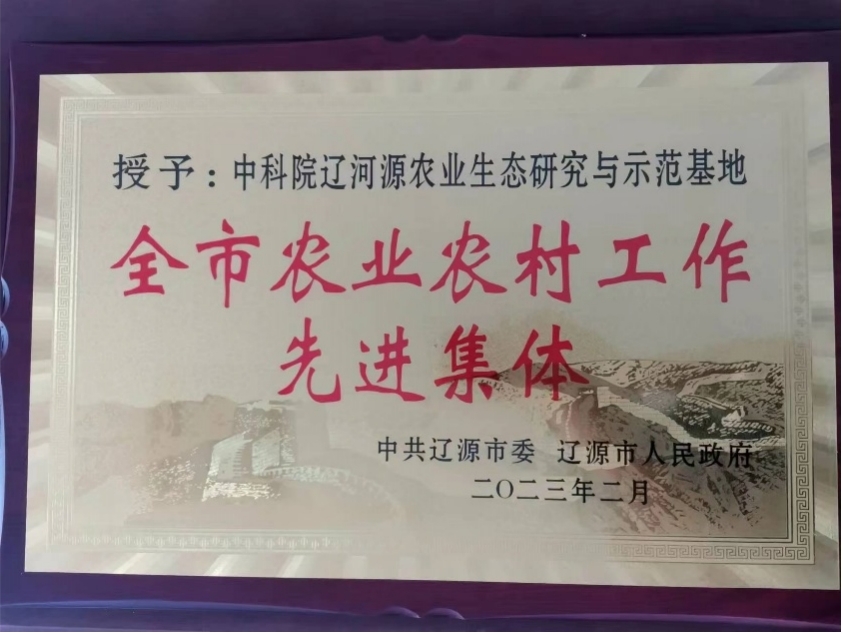 授予：中科院辽河源农业生态研究与示范基地
全市农业农村工作
先进集体
中共辽源市委 辽源市人民政府
二〇二三年二月